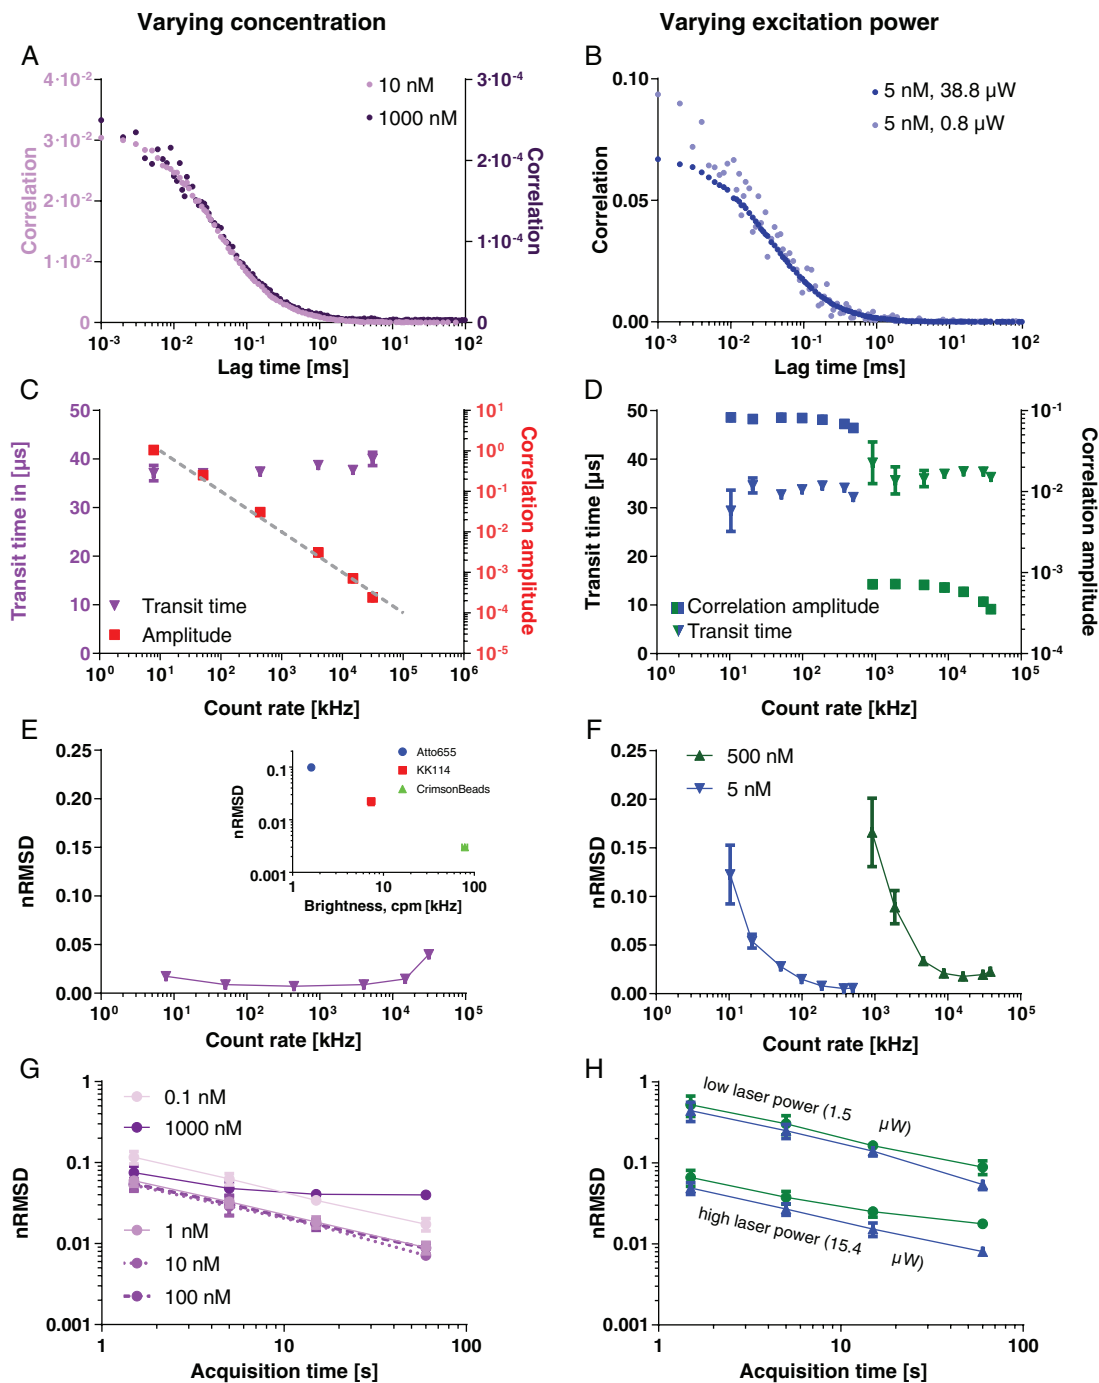 Varying concentration
Varying excitation power
A
4·10⁻²
3·10⁻²
2·10⁻²
1·10⁻²
0
Correlation
3·10⁻⁴
2·10⁻⁴
1·10⁻⁴
0
Correlation
10 nM
1000 nM
10⁻³ 10⁻² 10⁻¹ 10⁰ 10¹ 10²
Lag time [ms]
B
0.10
0.05
0.00
Correlation
5 nM, 38.8 µW
5 nM, 0.8 µW
10⁻³ 10⁻² 10⁻¹ 10⁰ 10¹ 10²
Lag time [ms]
C
50
40
30
20
10
0
Transit time in [µs]
10¹
10⁰
10⁻¹
10⁻²
10⁻³
10⁻⁴
10⁻⁵
Correlation amplitude
Transit time
Amplitude
10⁰ 10¹ 10² 10³ 10⁴ 10⁵ 10⁶
Count rate [kHz]
D
50
40
30
20
10
0
Transit time [µs]
10⁻¹
10⁻²
10⁻³
10⁻⁴
Correlation amplitude
Correlation amplitude
Transit time
10⁰ 10¹ 10² 10³ 10⁴ 10⁵
Count rate [kHz]
E
0.25
0.20
0.15
0.10
0.05
0.00
nRMSD
0.1
0.01
0.001
nRMSD
Atto655
KK114
CrimsonBeads
1 10 100
Brightness, cpm [kHz]
10⁰ 10¹ 10² 10³ 10⁴ 10⁵
Count rate [kHz]
F
0.25
0.20
0.15
0.10
0.05
0.00
nRMSD
500 nM
5 nM
10⁰ 10¹ 10² 10³ 10⁴ 10⁵
Count rate [kHz]
G
1
0.1
0.01
0.001
nRMSD
0.1 nM
1000 nM
1 nM
10 nM
100 nM
1 10 100
Acquisition time [s]
H
1
0.1
0.01
0.001
nRMSD
low laser power (1.5 µW)
high laser power (15.4 µW)
1 10 100
Acquisition time [s]